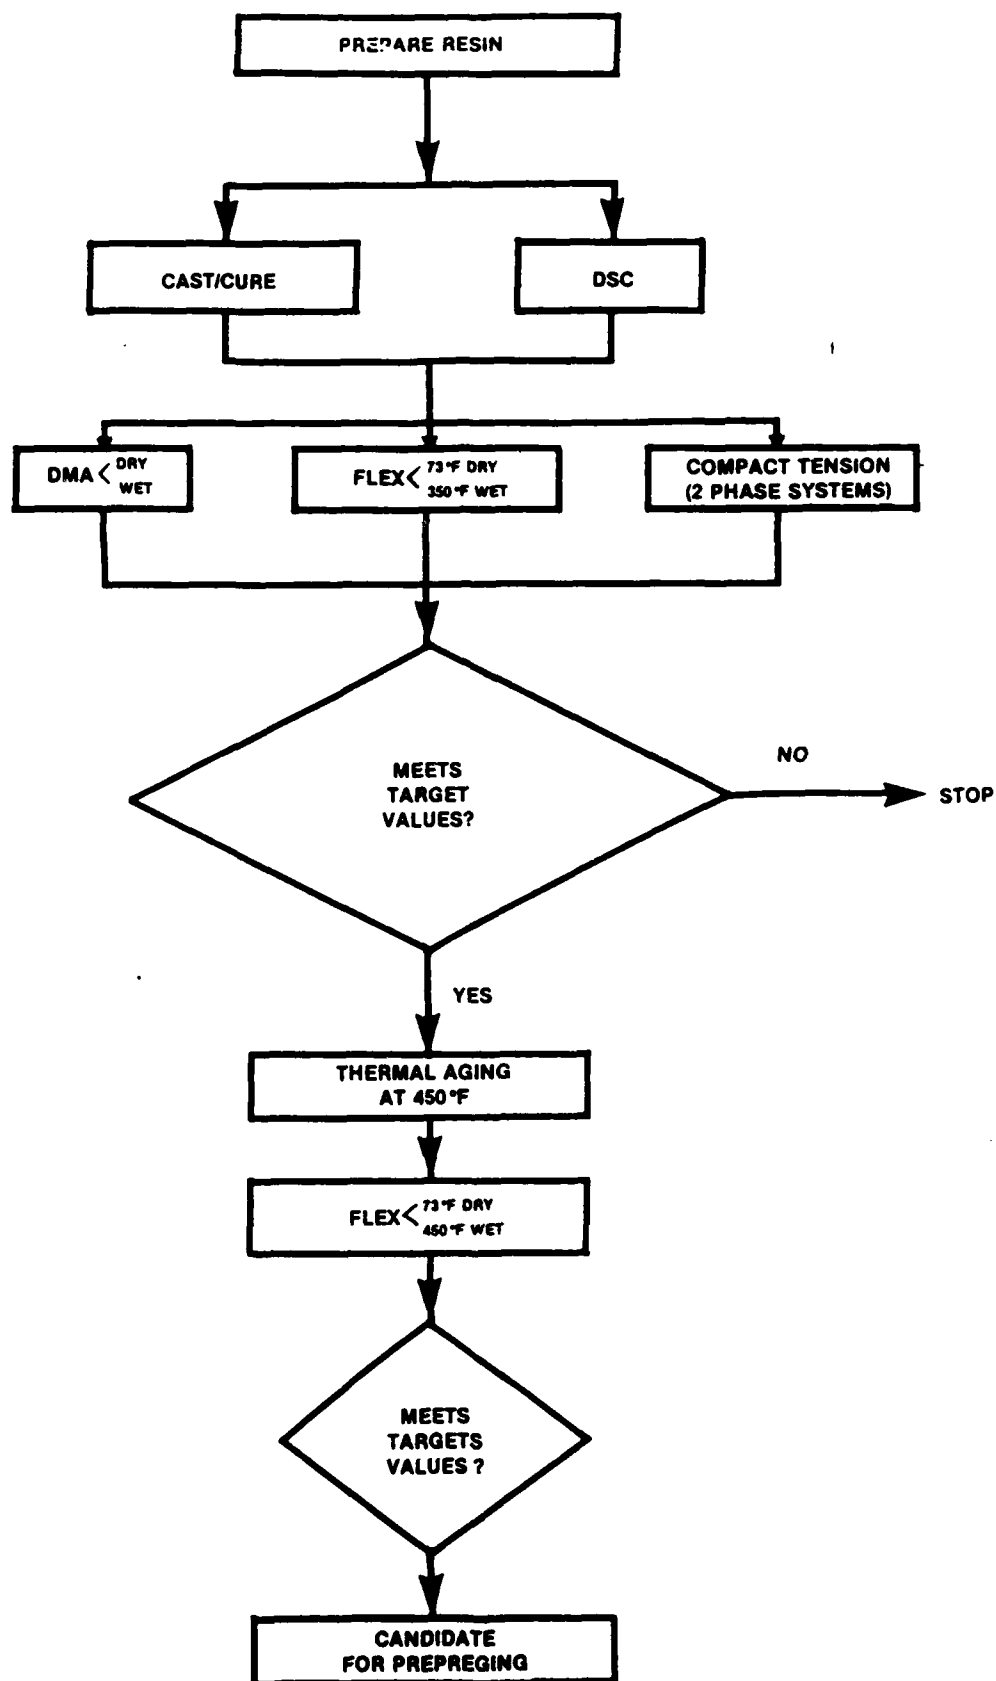 PREPARE RESIN
CAST/CURE
DSC
DMA < DRY
WET
FLEX < 73°F DRY
350°F WET
COMPACT TENSION
(2 PHASE SYSTEMS)
MEETS
TARGET
VALUES?
NO
STOP
YES
THERMAL AGING
AT 450°F
FLEX < 73°F DRY
450°F WET
MEETS
TARGETS
VALUES ?
CANDIDATE
FOR PREPREGING